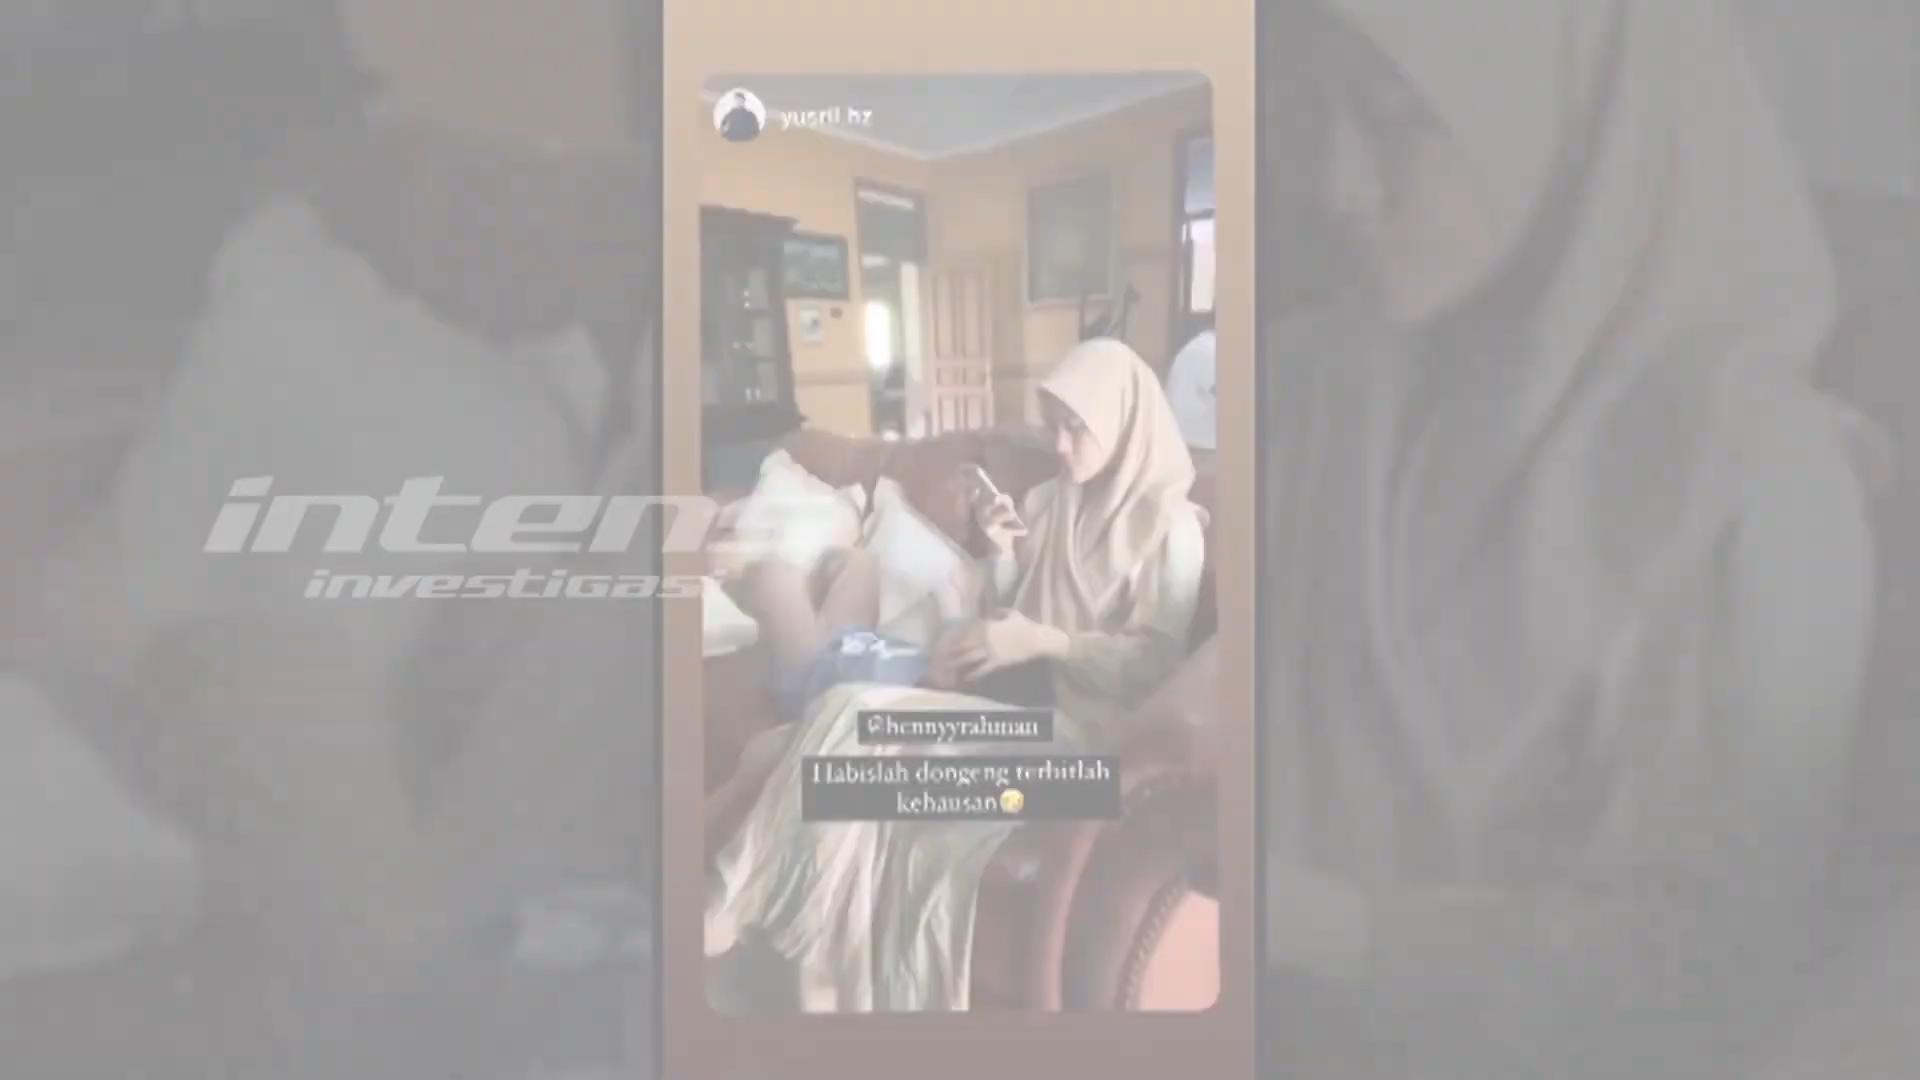 yusril hz
intens
investigasi
@hennyyrahman
Habislah dongeng terbitlah
kehausan